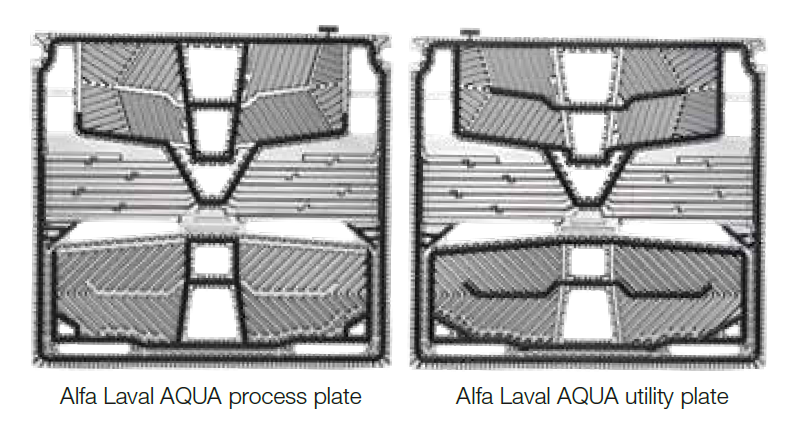 Alfa Laval AQUA process plate
Alfa Laval AQUA utility plate